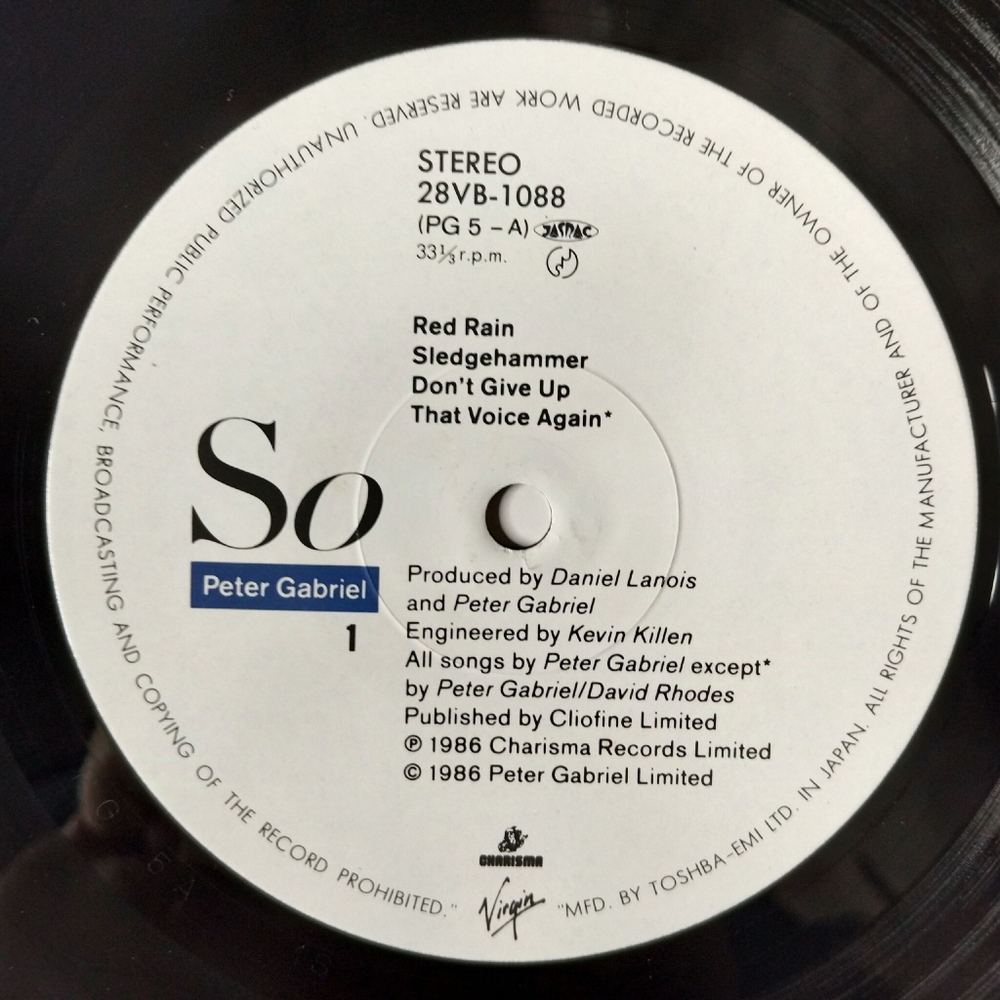 STEREO
28VB-1088
(PG 5 – A) JASRAC
33⅓ r.p.m.
Red Rain
Sledgehammer
Don't Give Up
That Voice Again*
So
Peter Gabriel
1
Produced by Daniel Lanois
and Peter Gabriel
Engineered by Kevin Killen
All songs by Peter Gabriel except*
by Peter Gabriel/David Rhodes
Published by Cliofine Limited
℗ 1986 Charisma Records Limited
© 1986 Peter Gabriel Limited
CHARISMA
Virgin
"MFD. BY TOSHBA-EMI LTD. IN JAPAN. ALL RIGHTS OF THE MANUFACTURER AND OF THE OWNER OF THE RECORDED WORK ARE RESERVED. UNAUTHORIZED PUBLIC PERFORMANCE, BROADCASTING AND COPYING OF THE RECORD PROHIBITED."